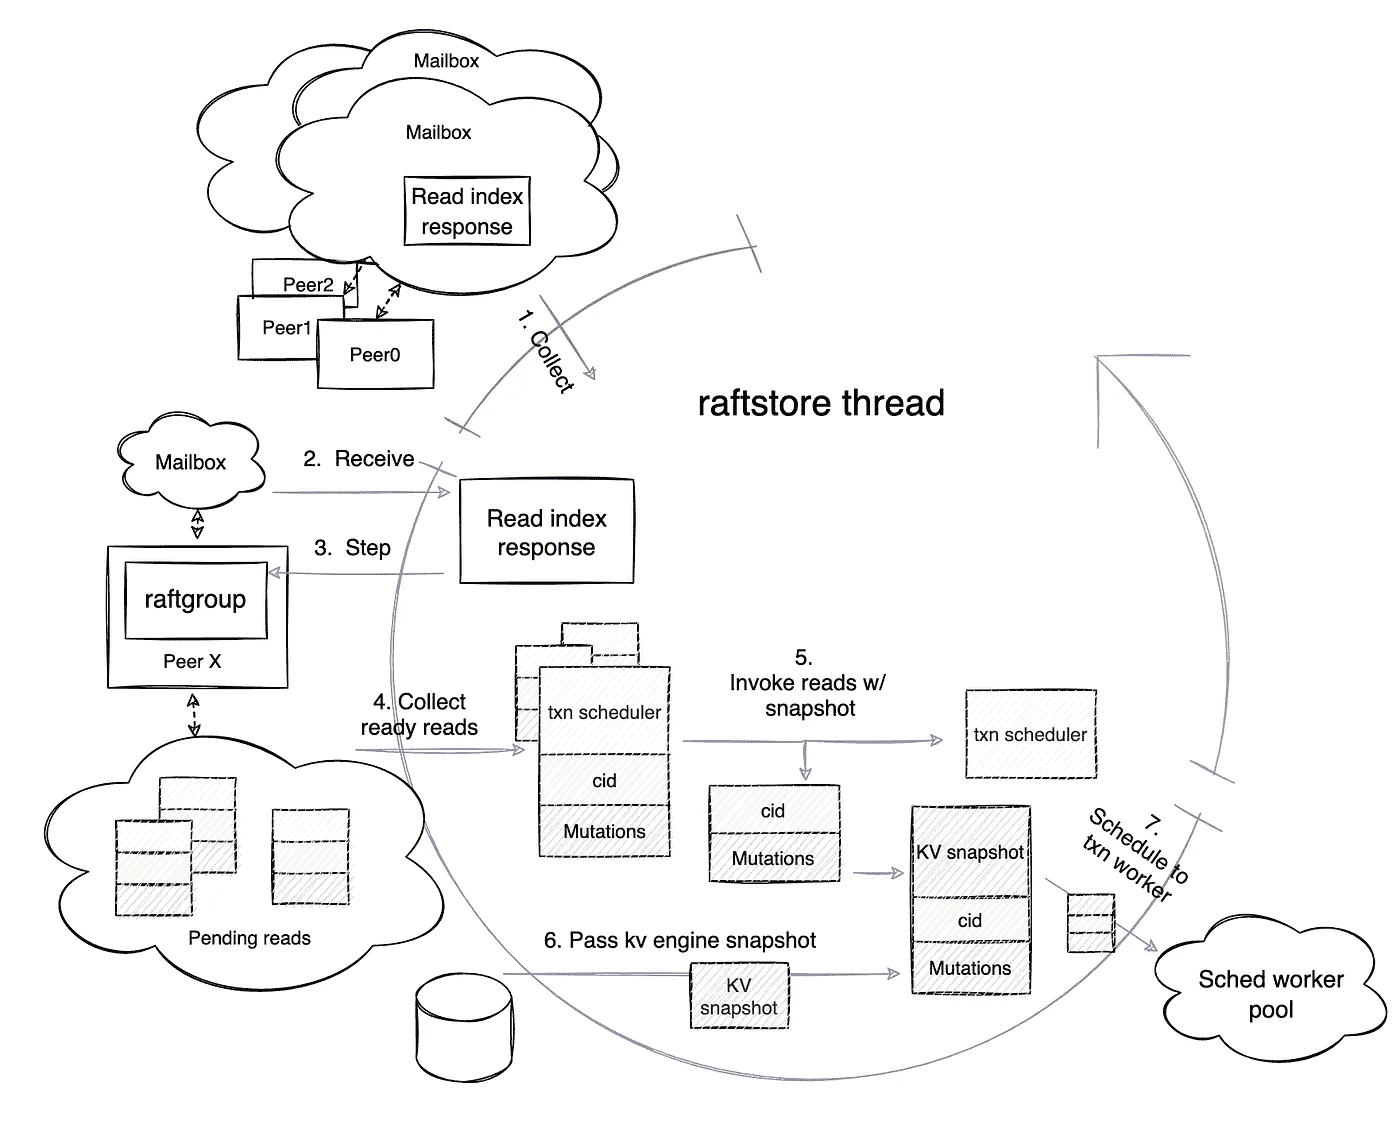 Mailbox
Mailbox
Read index
response
Peer2
Peer1
Peer0
1. Collect
raftstore thread
Mailbox
2. Receive
Read index
response
3. Step
raftgroup
Peer X
4. Collect
ready reads
txn scheduler
cid
Mutations
5.
Invoke reads w/
snapshot
txn scheduler
cid
Mutations
KV snapshot
cid
Mutations
7.
Schedule to
txn worker
Pending reads
6. Pass kv engine snapshot
KV
snapshot
Sched worker
pool